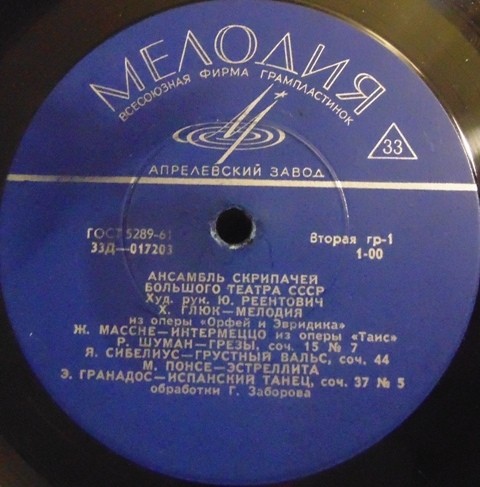 МЕЛОДИЯ
ВСЕСОЮЗНАЯ ФИРМА ГРАМПЛАСТИНОК
33
АПРЕЛЕВСКИЙ ЗАВОД
ГОСТ 5289-61
33Д—017203
Вторая гр-1
1-00
АНСАМБЛЬ СКРИПАЧЕЙ
БОЛЬШОГО ТЕАТРА СССР
Худ. рук. Ю. РЕЕНТОВИЧ
Х. ГЛЮК—МЕЛОДИЯ
из оперы «Орфей и Эвридика»
Ж. МАССНЕ—ИНТЕРМЕЦЦО из оперы «Таис»
Р. ШУМАН—ГРЕЗЫ, соч. 15 № 7
Я. СИБЕЛИУС—ГРУСТНЫЙ ВАЛЬС, соч. 44
М. ПОНСЕ—ЭСТРЕЛЛИТА
Э. ГРАНАДОС—ИСПАНСКИЙ ТАНЕЦ, соч. 37 № 5
обработки Г. Заборова